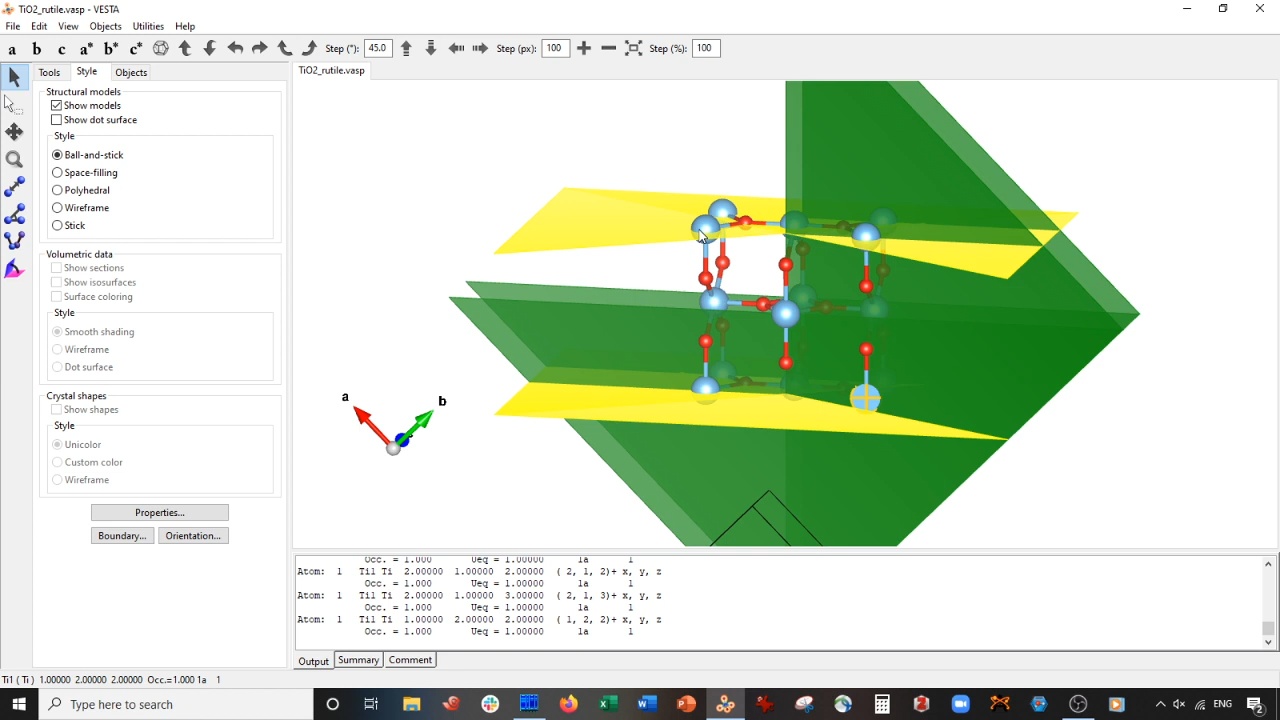 TiO2_rutile.vasp - VESTA
File Edit View Objects Utilities Help
a b c a* b* c* Step (°): 45.0 Step (px): 100 Step (%): 100
Tools Style Objects
TiO2_rutile.vasp
Structural models
Show models
Show dot surface
Style
Ball-and-stick
Space-filling
Polyhedral
Wireframe
Stick
Volumetric data
Show sections
Show isosurfaces
Surface coloring
Style
Smooth shading
Wireframe
Dot surface
Crystal shapes
Show shapes
Style
Unicolor
Custom color
Wireframe
Properties...
Boundary... Orientation...
a
b
Occ. = 1.000 Ueq = 1.00000 1a 1
Atom: 1 Ti1 Ti 2.00000 1.00000 2.00000 ( 2, 1, 2)+ x, y, z
Occ. = 1.000 Ueq = 1.00000 1a 1
Atom: 1 Ti1 Ti 2.00000 1.00000 3.00000 ( 2, 1, 3)+ x, y, z
Occ. = 1.000 Ueq = 1.00000 1a 1
Atom: 1 Ti1 Ti 1.00000 2.00000 2.00000 ( 1, 2, 2)+ x, y, z
Occ. = 1.000 Ueq = 1.00000 1a 1
Output Summary Comment
Ti1 ( Ti ) 1.00000 2.00000 2.00000 Occ.=1.000 1a 1
Type here to search
ENG
2